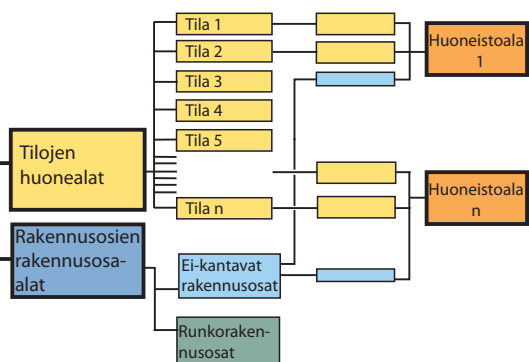 Tila 1
Tila 2
Tila 3
Tila 4
Tila 5
Tila n
Tilojen
huonealat
Rakennusosien
rakennusosa-
alat
Ei-kantavat
rakennusosat
Runkoraken-
nusosat
Huoneistoala
1
Huoneistoala
n